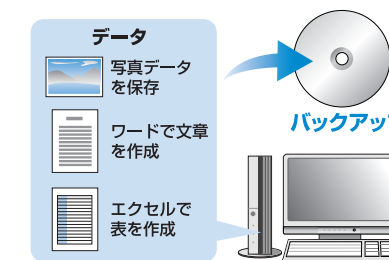 データ
写真データ
を保存
ワードで文章
を作成
エクセルで
表を作成
バックアップ